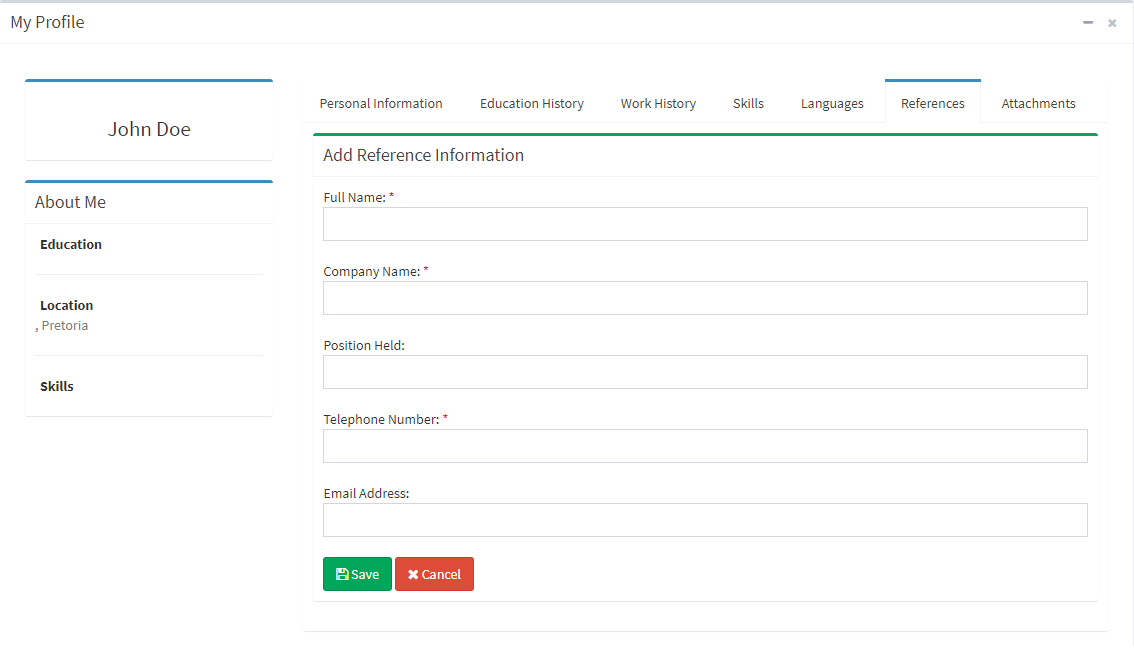 My Profile
John Doe
About Me
Education
Location
, Pretoria
Skills
Personal Information Education History Work History Skills Languages References Attachments
Add Reference Information
Full Name: *
Company Name: *
Position Held:
Telephone Number: *
Email Address:
Save Cancel